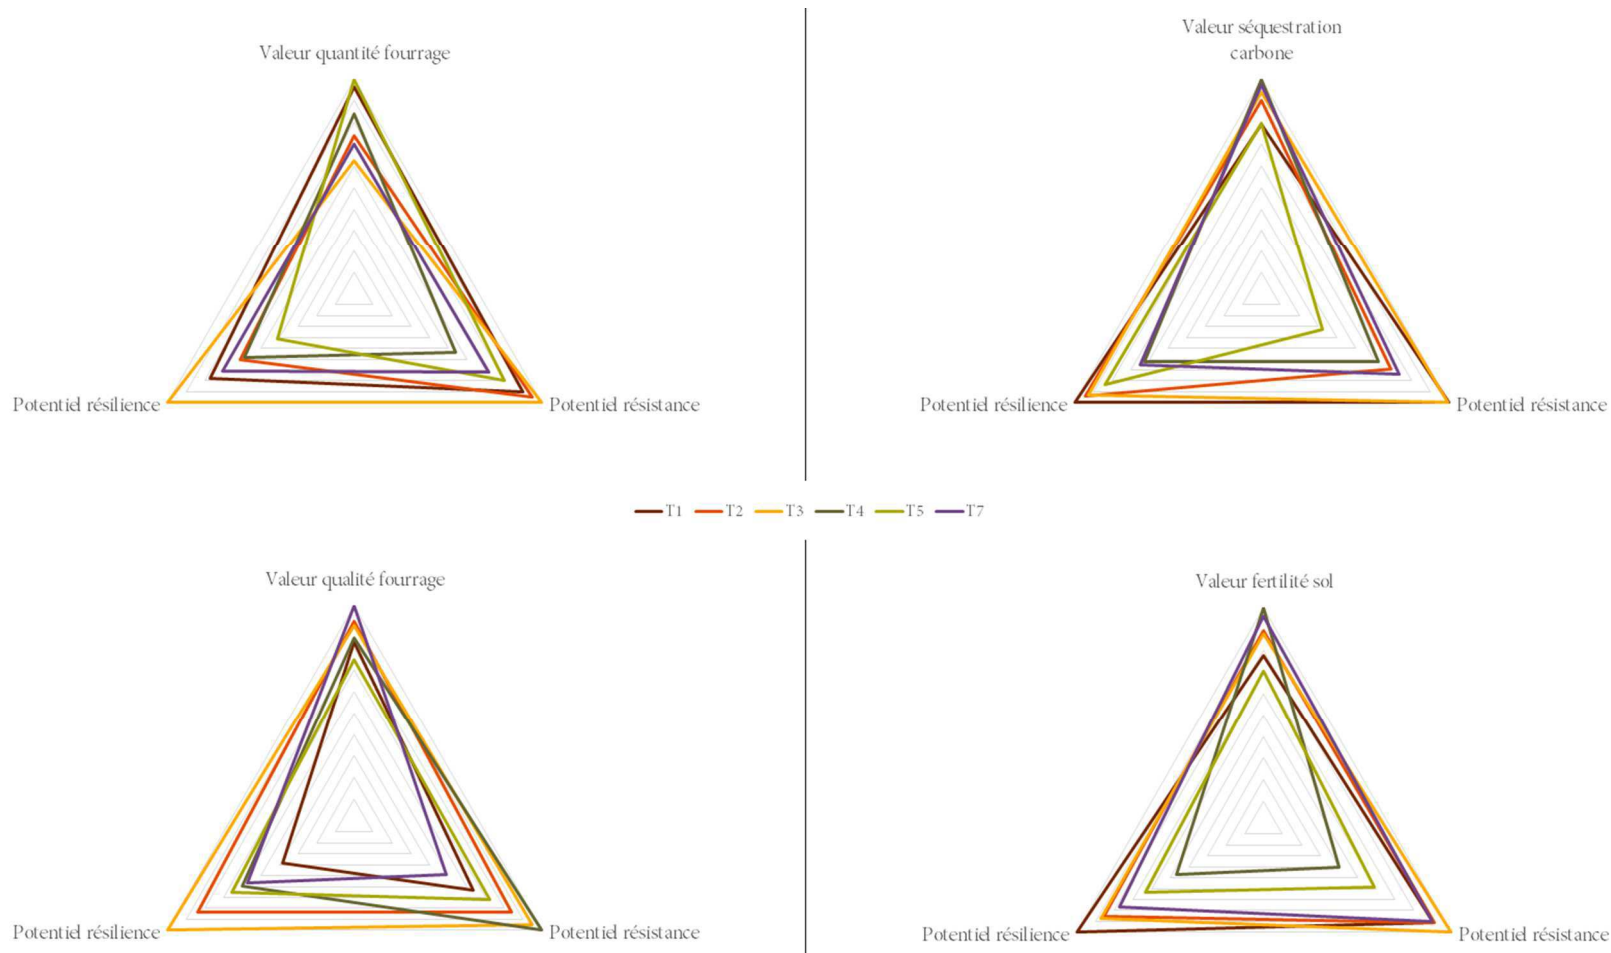 Valeur quantité fourrage
Potentiel résilience
Potentiel résistance
Valeur séquestration
carbone
Potentiel résilience
Potentiel résistance
T1 T2 T3 T4 T5 T7
Valeur qualité fourrage
Potentiel résilience
Potentiel résistance
Valeur fertilité sol
Potentiel résilience
Potentiel résistance